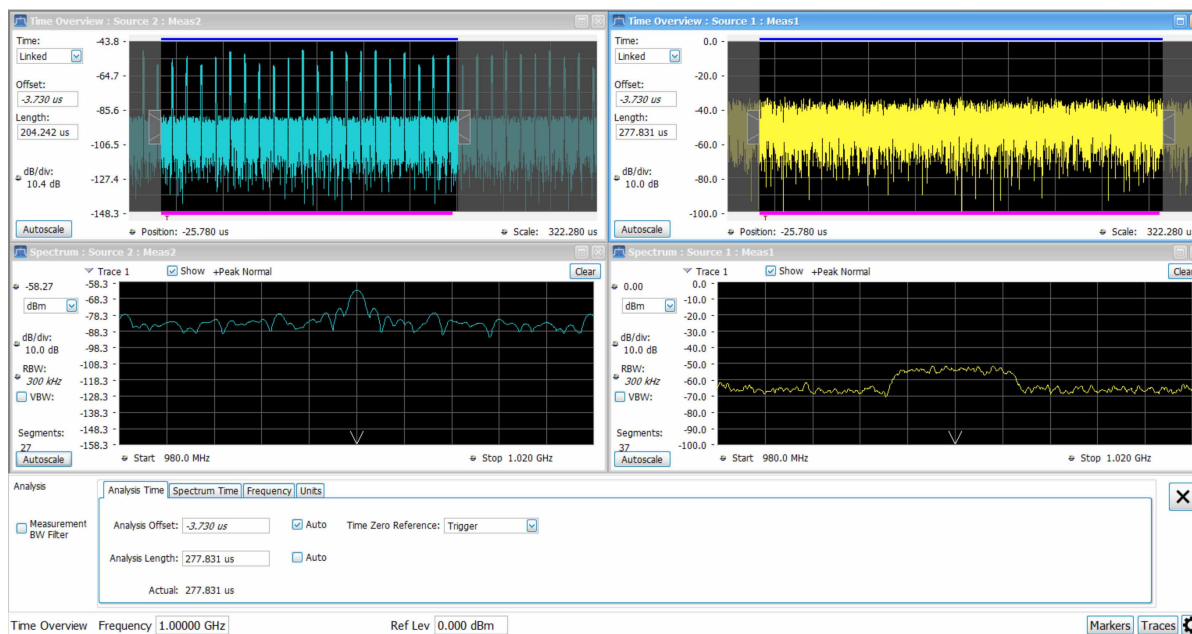 Time Overview : Source 2 : Meas2
Time:
Linked
Offset:
-3.730 us
Length:
204.242 us
dB/div:
10.4 dB
Autoscale
-43.8
-64.7
-85.6
-106.5
-127.4
-148.3
Position: -25.780 us
Scale: 322.280 us
Time Overview : Source 1 : Meas1
Time:
Linked
Offset:
-3.730 us
Length:
277.831 us
dB/div:
10.0 dB
Autoscale
0.0
-20.0
-40.0
-60.0
-80.0
-100.0
Position: -25.780 us
Scale: 322.280 us
Spectrum : Source 2 : Meas2
Trace 1 Show +Peak Normal Clear
-58.27
dBm
dB/div:
10.0 dB
RBW:
300 kHz
VBW:
Segments:
27
Autoscale
-58.3
-68.3
-78.3
-88.3
-98.3
-108.3
-118.3
-128.3
-138.3
-148.3
-158.3
Start 980.0 MHz
Stop 1.020 GHz
Spectrum : Source 1 : Meas1
Trace 1 Show +Peak Normal Clear
0.00
dBm
dB/div:
10.0 dB
RBW:
300 kHz
VBW:
Segments:
37
Autoscale
0.0
-10.0
-20.0
-30.0
-40.0
-50.0
-60.0
-70.0
-80.0
-90.0
-100.0
Start 980.0 MHz
Stop 1.020 GHz
Analysis
Measurement
BW Filter
Analysis Time Spectrum Time Frequency Units
Analysis Offset: -3.730 us Auto Time Zero Reference: Trigger
Analysis Length: 277.831 us Auto
Actual: 277.831 us
Time Overview Frequency 1.00000 GHz Ref Lev 0.000 dBm Markers Traces